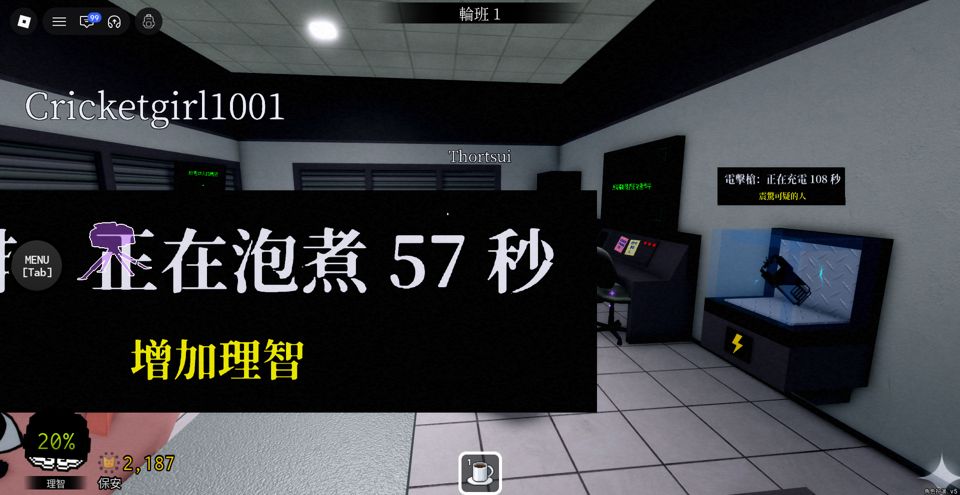 輪班 1
99
Cricketgirl1001
Thortsui
電擊槍: 正在充電 108 秒
震驚可疑的人
正在泡煮 57 秒
增加理智
MENU
[Tab]
20%
理智
2,187
保安
1